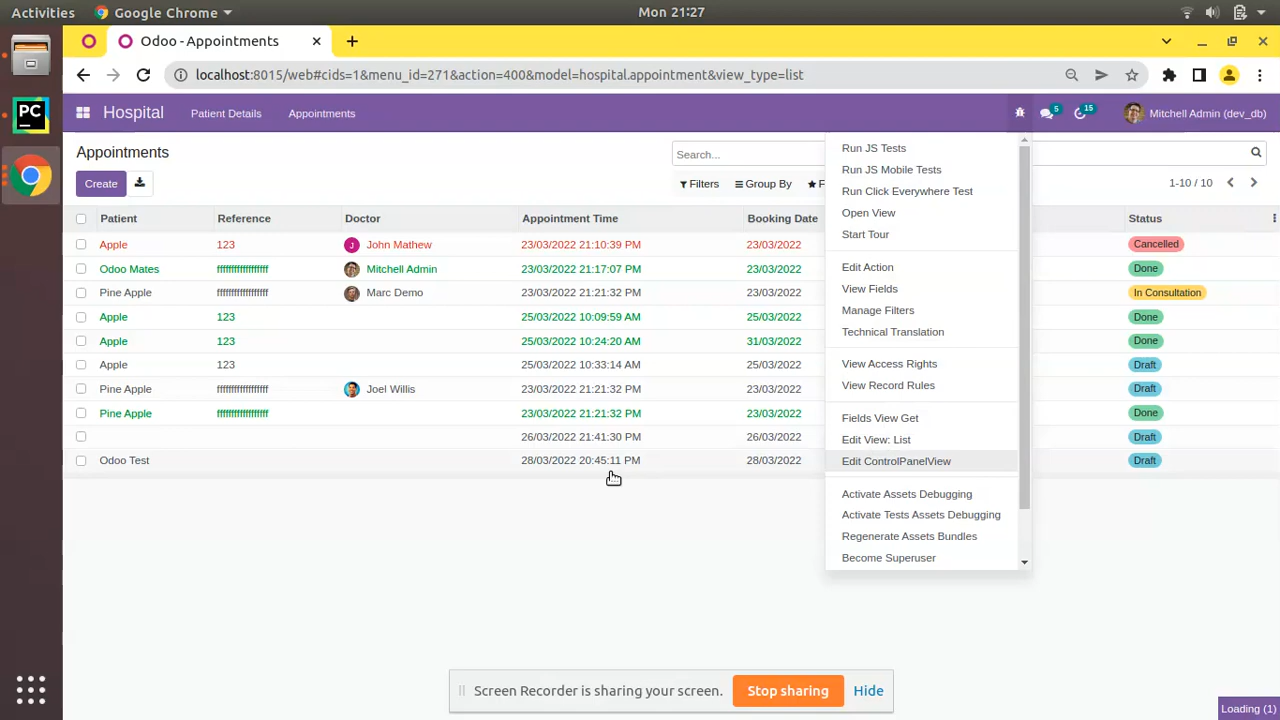 Activities Google Chrome Mon 21:27
Odoo - Appointments
localhost:8015/web#cids=1&menu_id=271&action=400&model=hospital.appointment&view_type=list
PC
Hospital Patient Details Appointments 5 15 Mitchell Admin (dev_db)
Appointments Search...
Create Filters Group By F 1-10 / 10
Patient Reference Doctor Appointment Time Booking Date Status
Apple 123 J John Mathew 23/03/2022 21:10:39 PM 23/03/2022 Cancelled
Odoo Mates ffffffffffffffffff Mitchell Admin 23/03/2022 21:17:07 PM 23/03/2022 Done
Pine Apple ffffffffffffffffff Marc Demo 23/03/2022 21:21:32 PM 23/03/2022 In Consultation
Apple 123 25/03/2022 10:09:59 AM 25/03/2022 Done
Apple 123 25/03/2022 10:24:20 AM 31/03/2022 Done
Apple 123 25/03/2022 10:33:14 AM 25/03/2022 Draft
Pine Apple ffffffffffffffffff Joel Willis 23/03/2022 21:21:32 PM 23/03/2022 Draft
Pine Apple ffffffffffffffffff 23/03/2022 21:21:32 PM 23/03/2022 Done
26/03/2022 21:41:30 PM 26/03/2022 Draft
Odoo Test 28/03/2022 20:45:11 PM 28/03/2022 Draft
Run JS Tests
Run JS Mobile Tests
Run Click Everywhere Test
Open View
Start Tour
Edit Action
View Fields
Manage Filters
Technical Translation
View Access Rights
View Record Rules
Fields View Get
Edit View: List
Edit ControlPanelView
Activate Assets Debugging
Activate Tests Assets Debugging
Regenerate Assets Bundles
Become Superuser
Screen Recorder is sharing your screen. Stop sharing Hide
Loading (1)